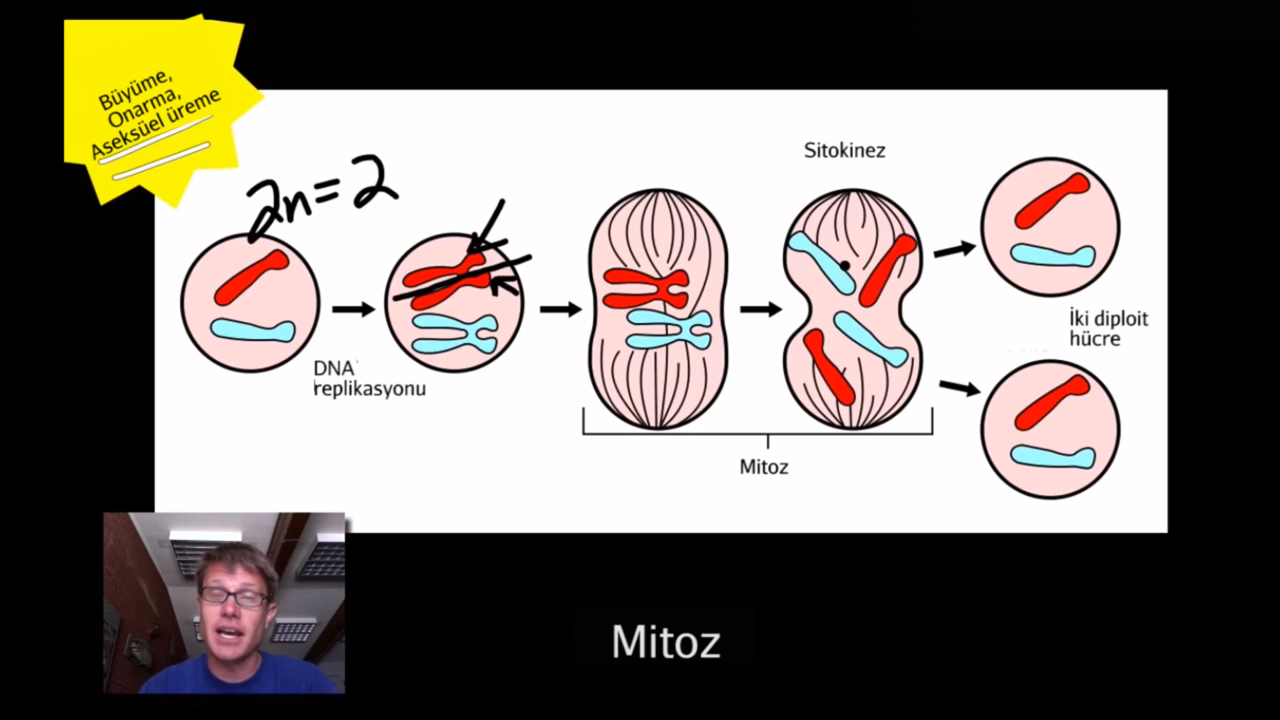 Büyüme,
Onarma,
Aseksüel üreme
2n=2
Sitokinez
DNA
replikasyonu
İki diploit
hücre
Mitoz
Mitoz